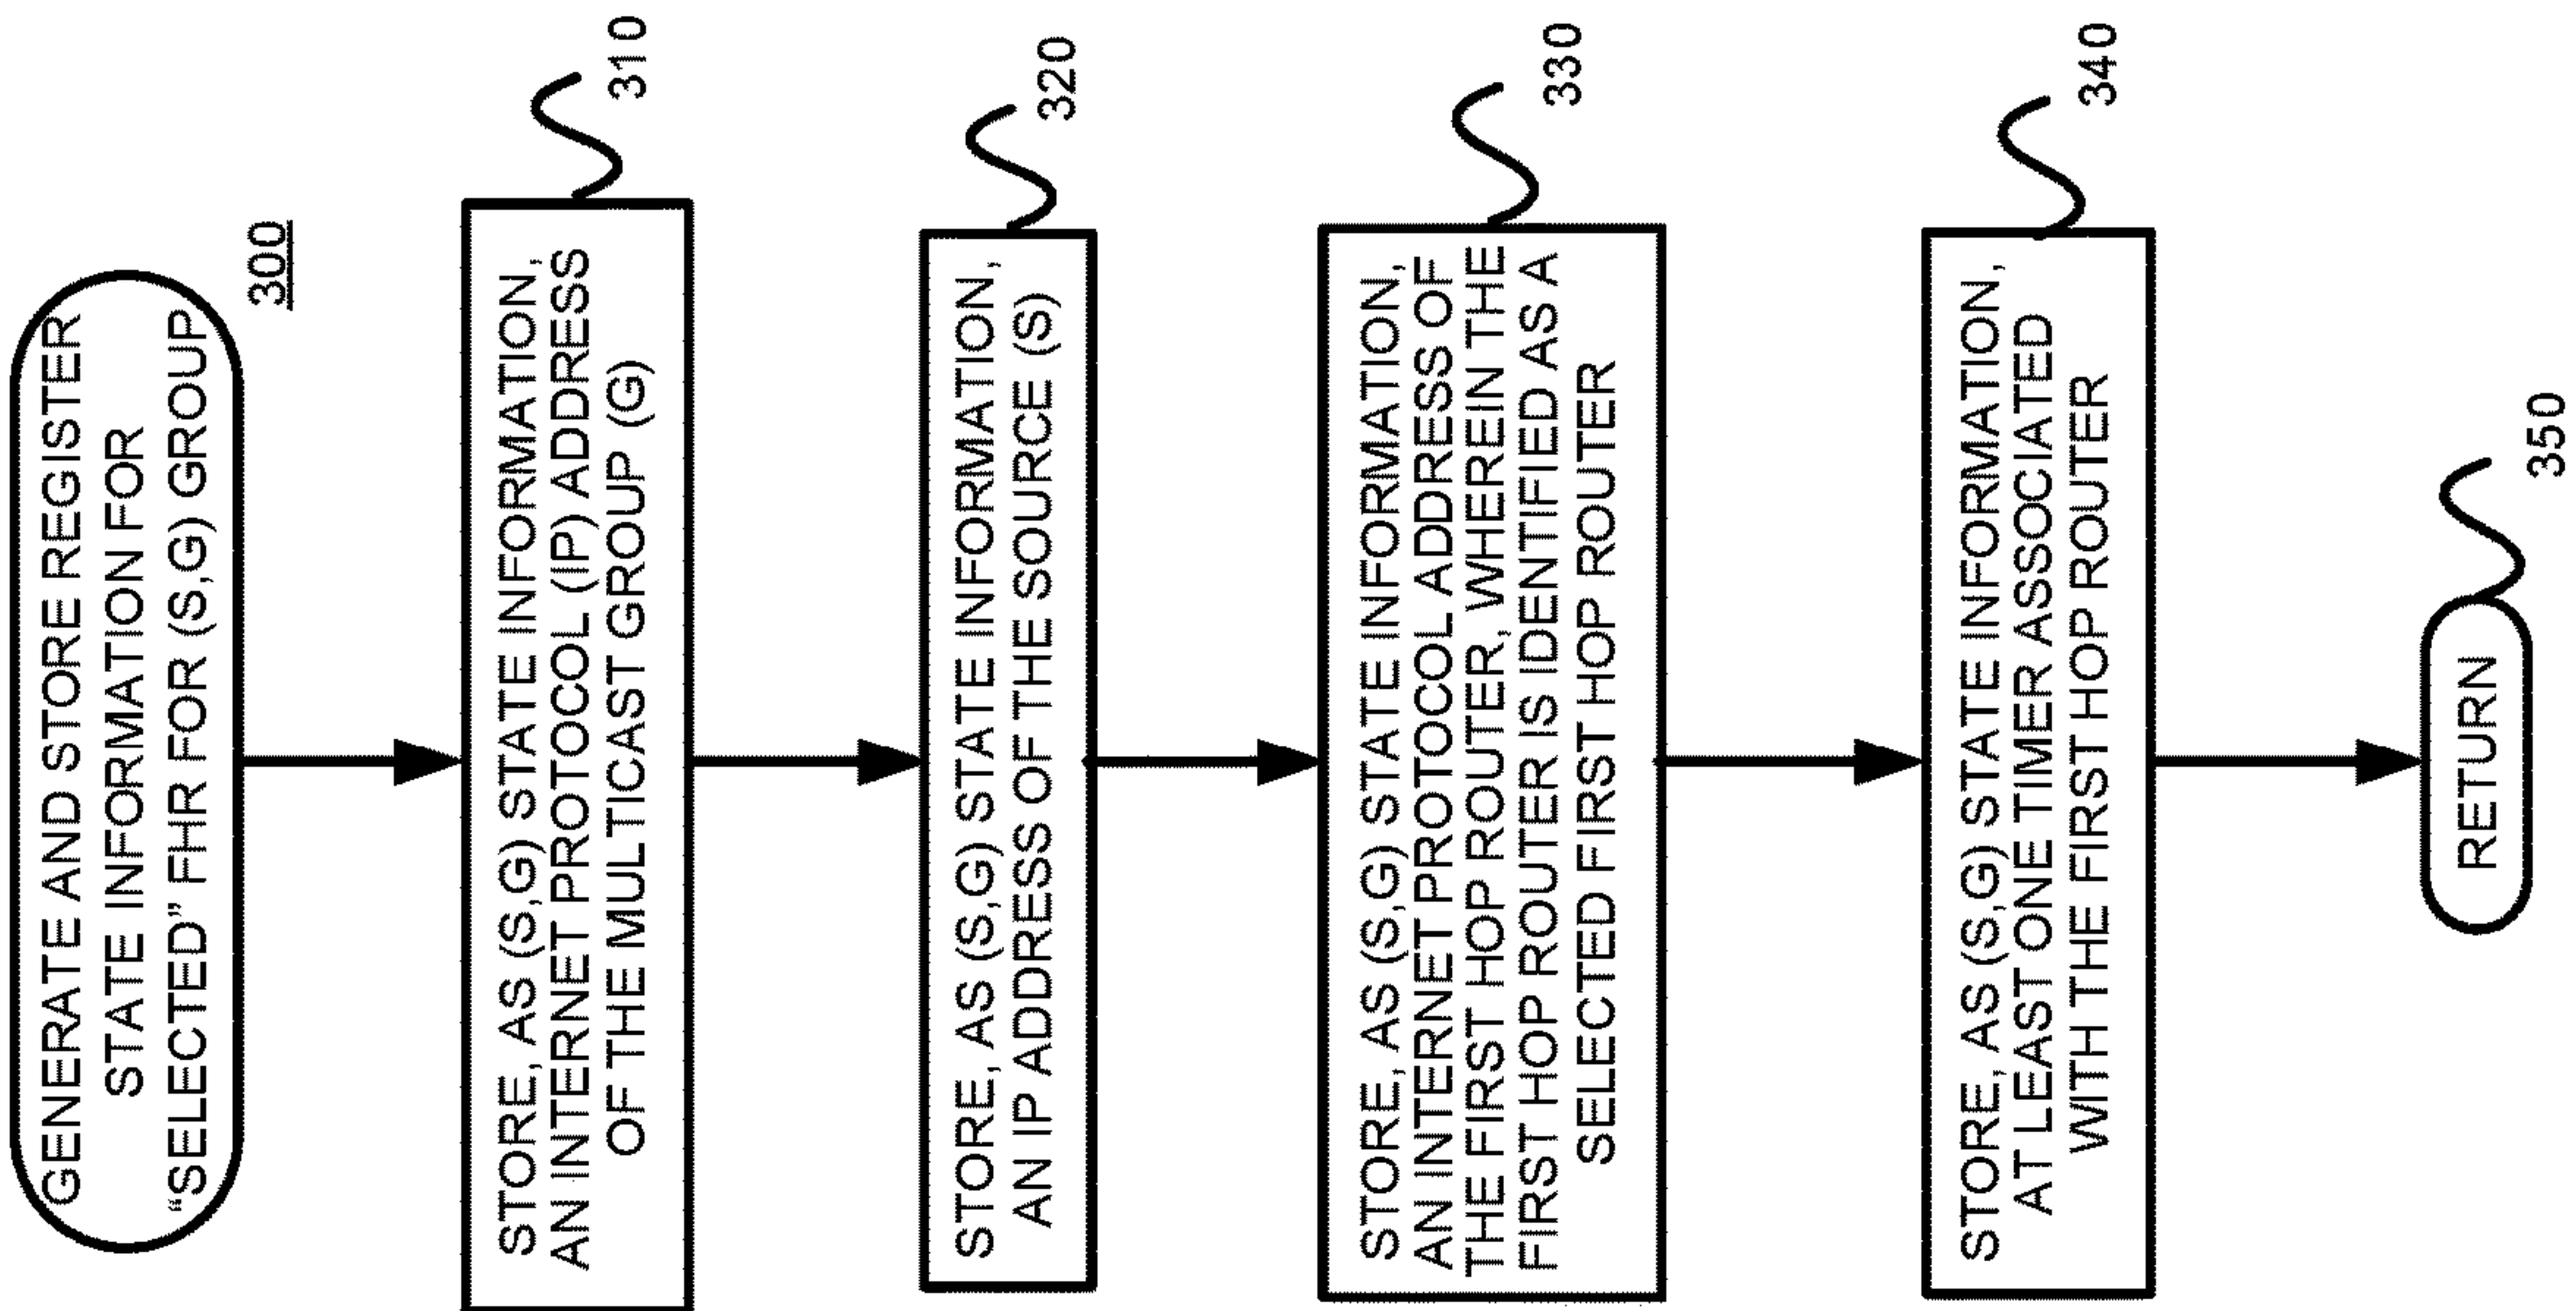 GENERATE AND STORE REGISTER
STATE INFORMATION FOR
“SELECTED” FHR FOR (S,G) GROUP
300
STORE, AS (S,G) STATE INFORMATION,
AN INTERNET PROTOCOL (IP) ADDRESS
OF THE MULTICAST GROUP (G)
310
STORE, AS (S,G) STATE INFORMATION,
AN IP ADDRESS OF THE SOURCE (S)
320
STORE, AS (S,G) STATE INFORMATION,
AN INTERNET PROTOCOL ADDRESS OF
THE FIRST HOP ROUTER, WHEREIN THE
FIRST HOP ROUTER IS IDENTIFIED AS A
SELECTED FIRST HOP ROUTER
330
STORE, AS (S,G) STATE INFORMATION,
AT LEAST ONE TIMER ASSOCIATED
WITH THE FIRST HOP ROUTER
340
RETURN
350